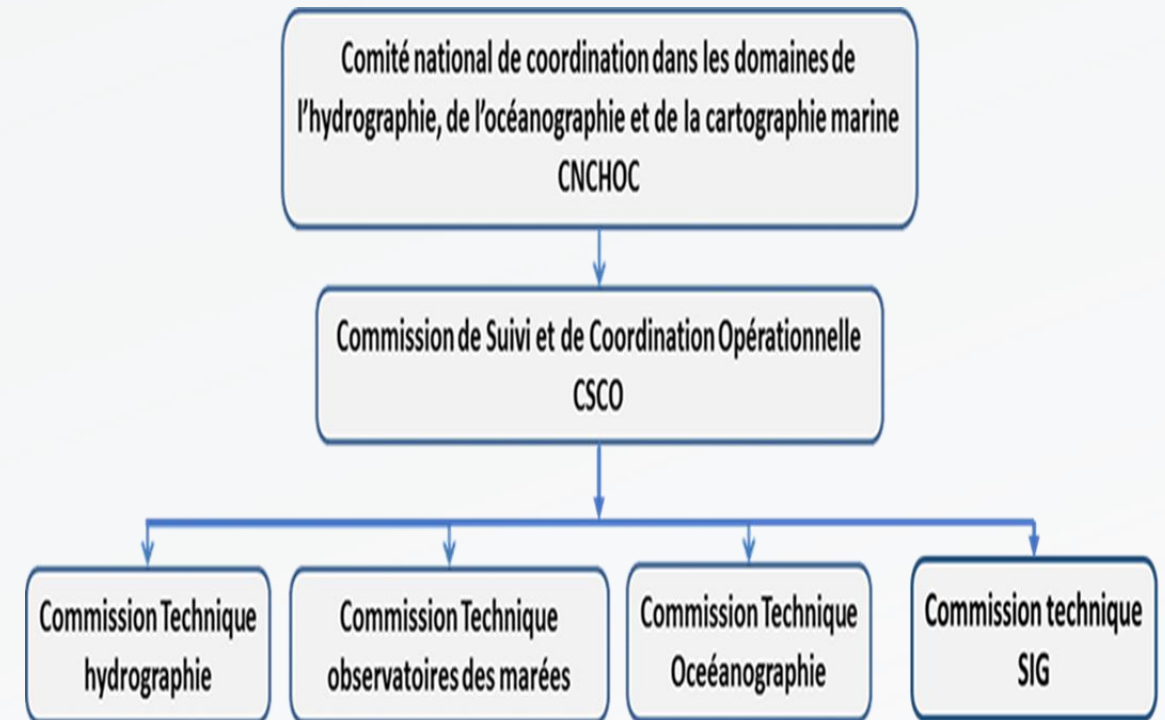 Comité national de coordination dans les domaines de
l'hydrographie, de l'océanographie et de la cartographie marine
CNCHOC
Commission de Suivi et de Coordination Opérationnelle
CSCO
Commission Technique
hydrographie
Commission Technique
observatoires des marées
Commission Technique
Oceéanographie
Commission technique
SIG